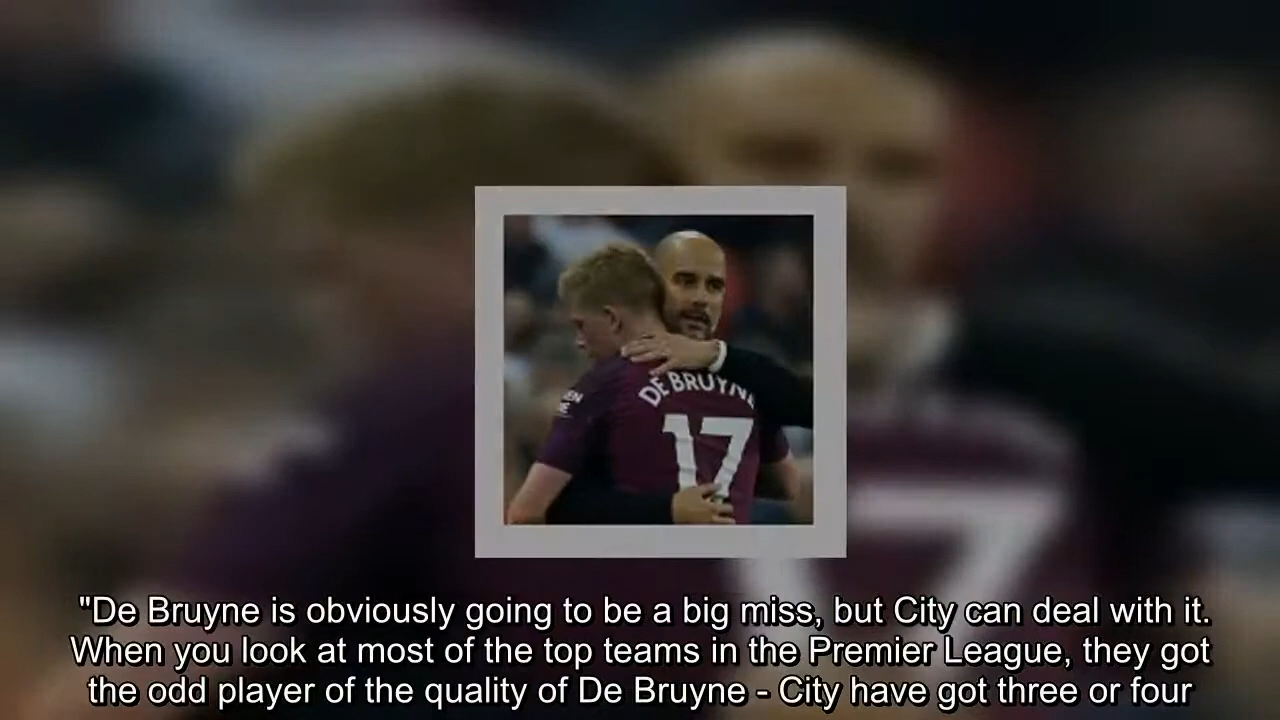 DE BRUYNE
17
"De Bruyne is obviously going to be a big miss, but City can deal with it.
When you look at most of the top teams in the Premier League, they got
the odd player of the quality of De Bruyne - City have got three or four